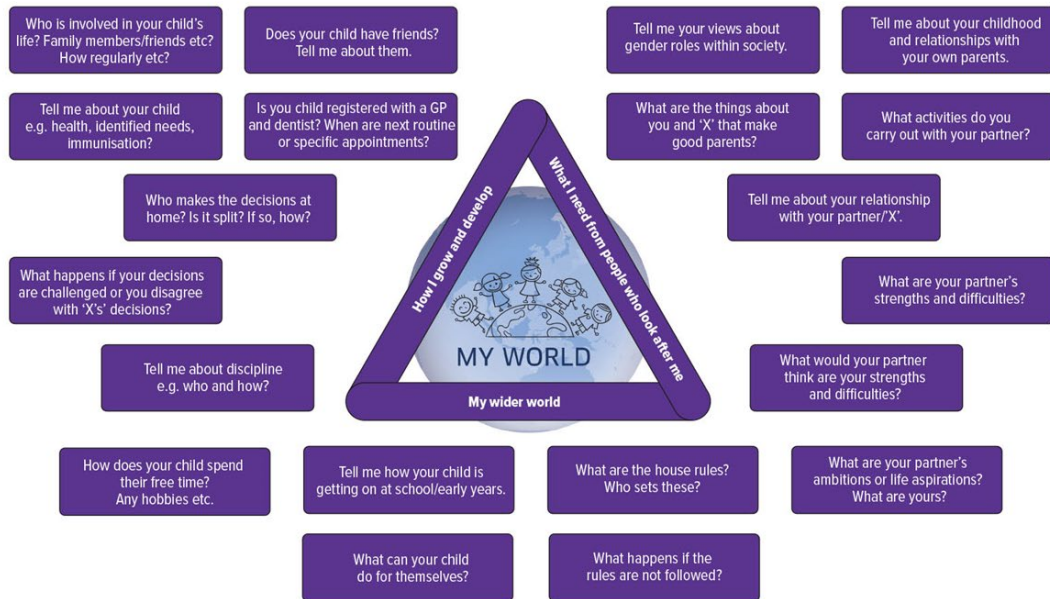 Who is involved in your child's
life? Family members/friends etc?
How regularly etc?
Does your child have friends?
Tell me about them.
Tell me your views about
gender roles within society.
Tell me about your childhood
and relationships with
your own parents.
Tell me about your child
e.g. health, identified needs,
immunisation?
Is you child registered with a GP
and dentist? When are next routine
or specific appointments?
What are the things about
you and ‘X’ that make
good parents?
What activities do you
carry out with your partner?
Who makes the decisions at
home? Is it split? If so, how?
Tell me about your relationship
with your partner/‘X’.
What happens if your decisions
are challenged or you disagree
with ‘X’s’ decisions?
What are your partner's
strengths and difficulties?
How I grow and develop
What I need from people who look after me
MY WORLD
My wider world
Tell me about discipline
e.g. who and how?
What would your partner
think are your strengths
and difficulties?
How does your child spend
their free time?
Any hobbies etc.
Tell me how your child is
getting on at school/early years.
What are the house rules?
Who sets these?
What are your partner's
ambitions or life aspirations?
What are yours?
What can your child
do for themselves?
What happens if the
rules are not followed?